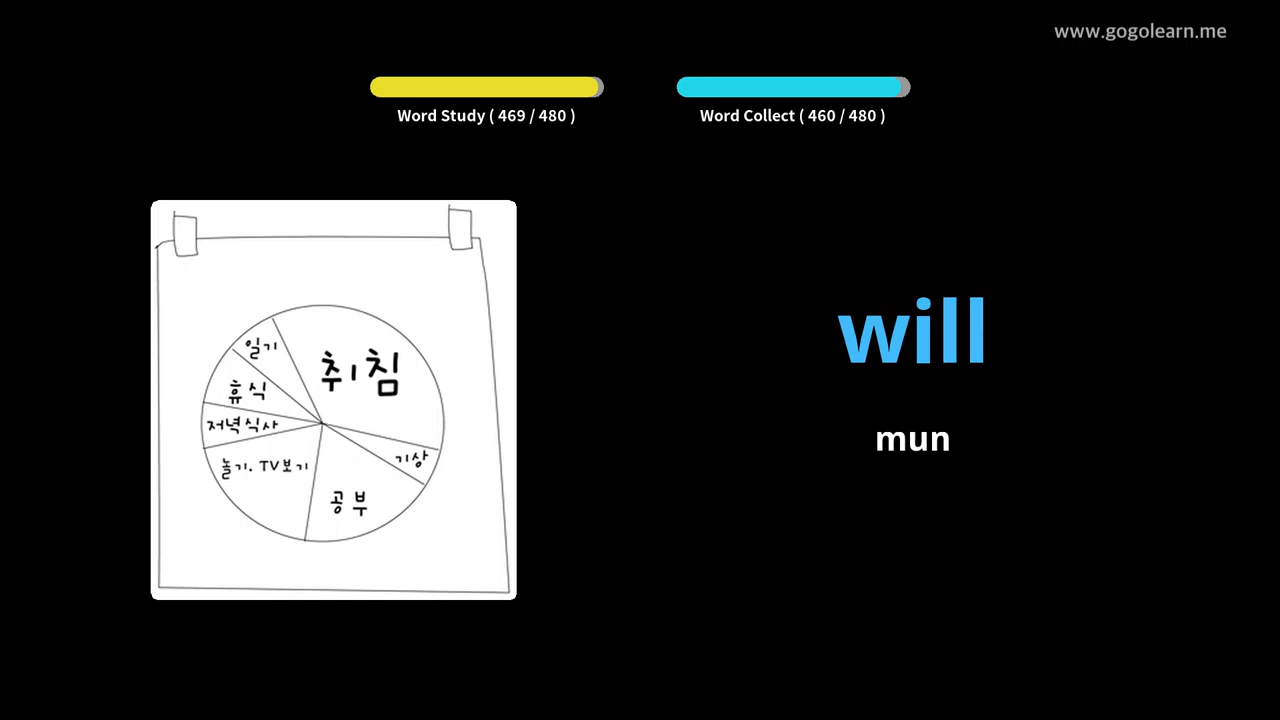 www.gogolearn.me
Word Study ( 469 / 480 )
Word Collect ( 460 / 480 )
일기
취침
휴식
저녁식사
놀기. TV보기
기상
공부
will
mun